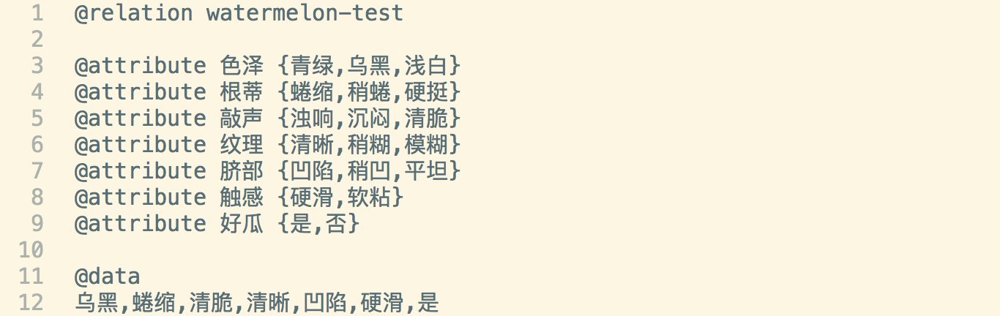 1 @relation watermelon-test
2
3 @attribute 色泽 {青绿,乌黑,浅白}
4 @attribute 根蒂 {蜷缩,稍蜷,硬挺}
5 @attribute 敲声 {浊响,沉闷,清脆}
6 @attribute 纹理 {清晰,稍糊,模糊}
7 @attribute 脐部 {凹陷,稍凹,平坦}
8 @attribute 触感 {硬滑,软粘}
9 @attribute 好瓜 {是,否}
10
11 @data
12 乌黑,蜷缩,清脆,清晰,凹陷,硬滑,是